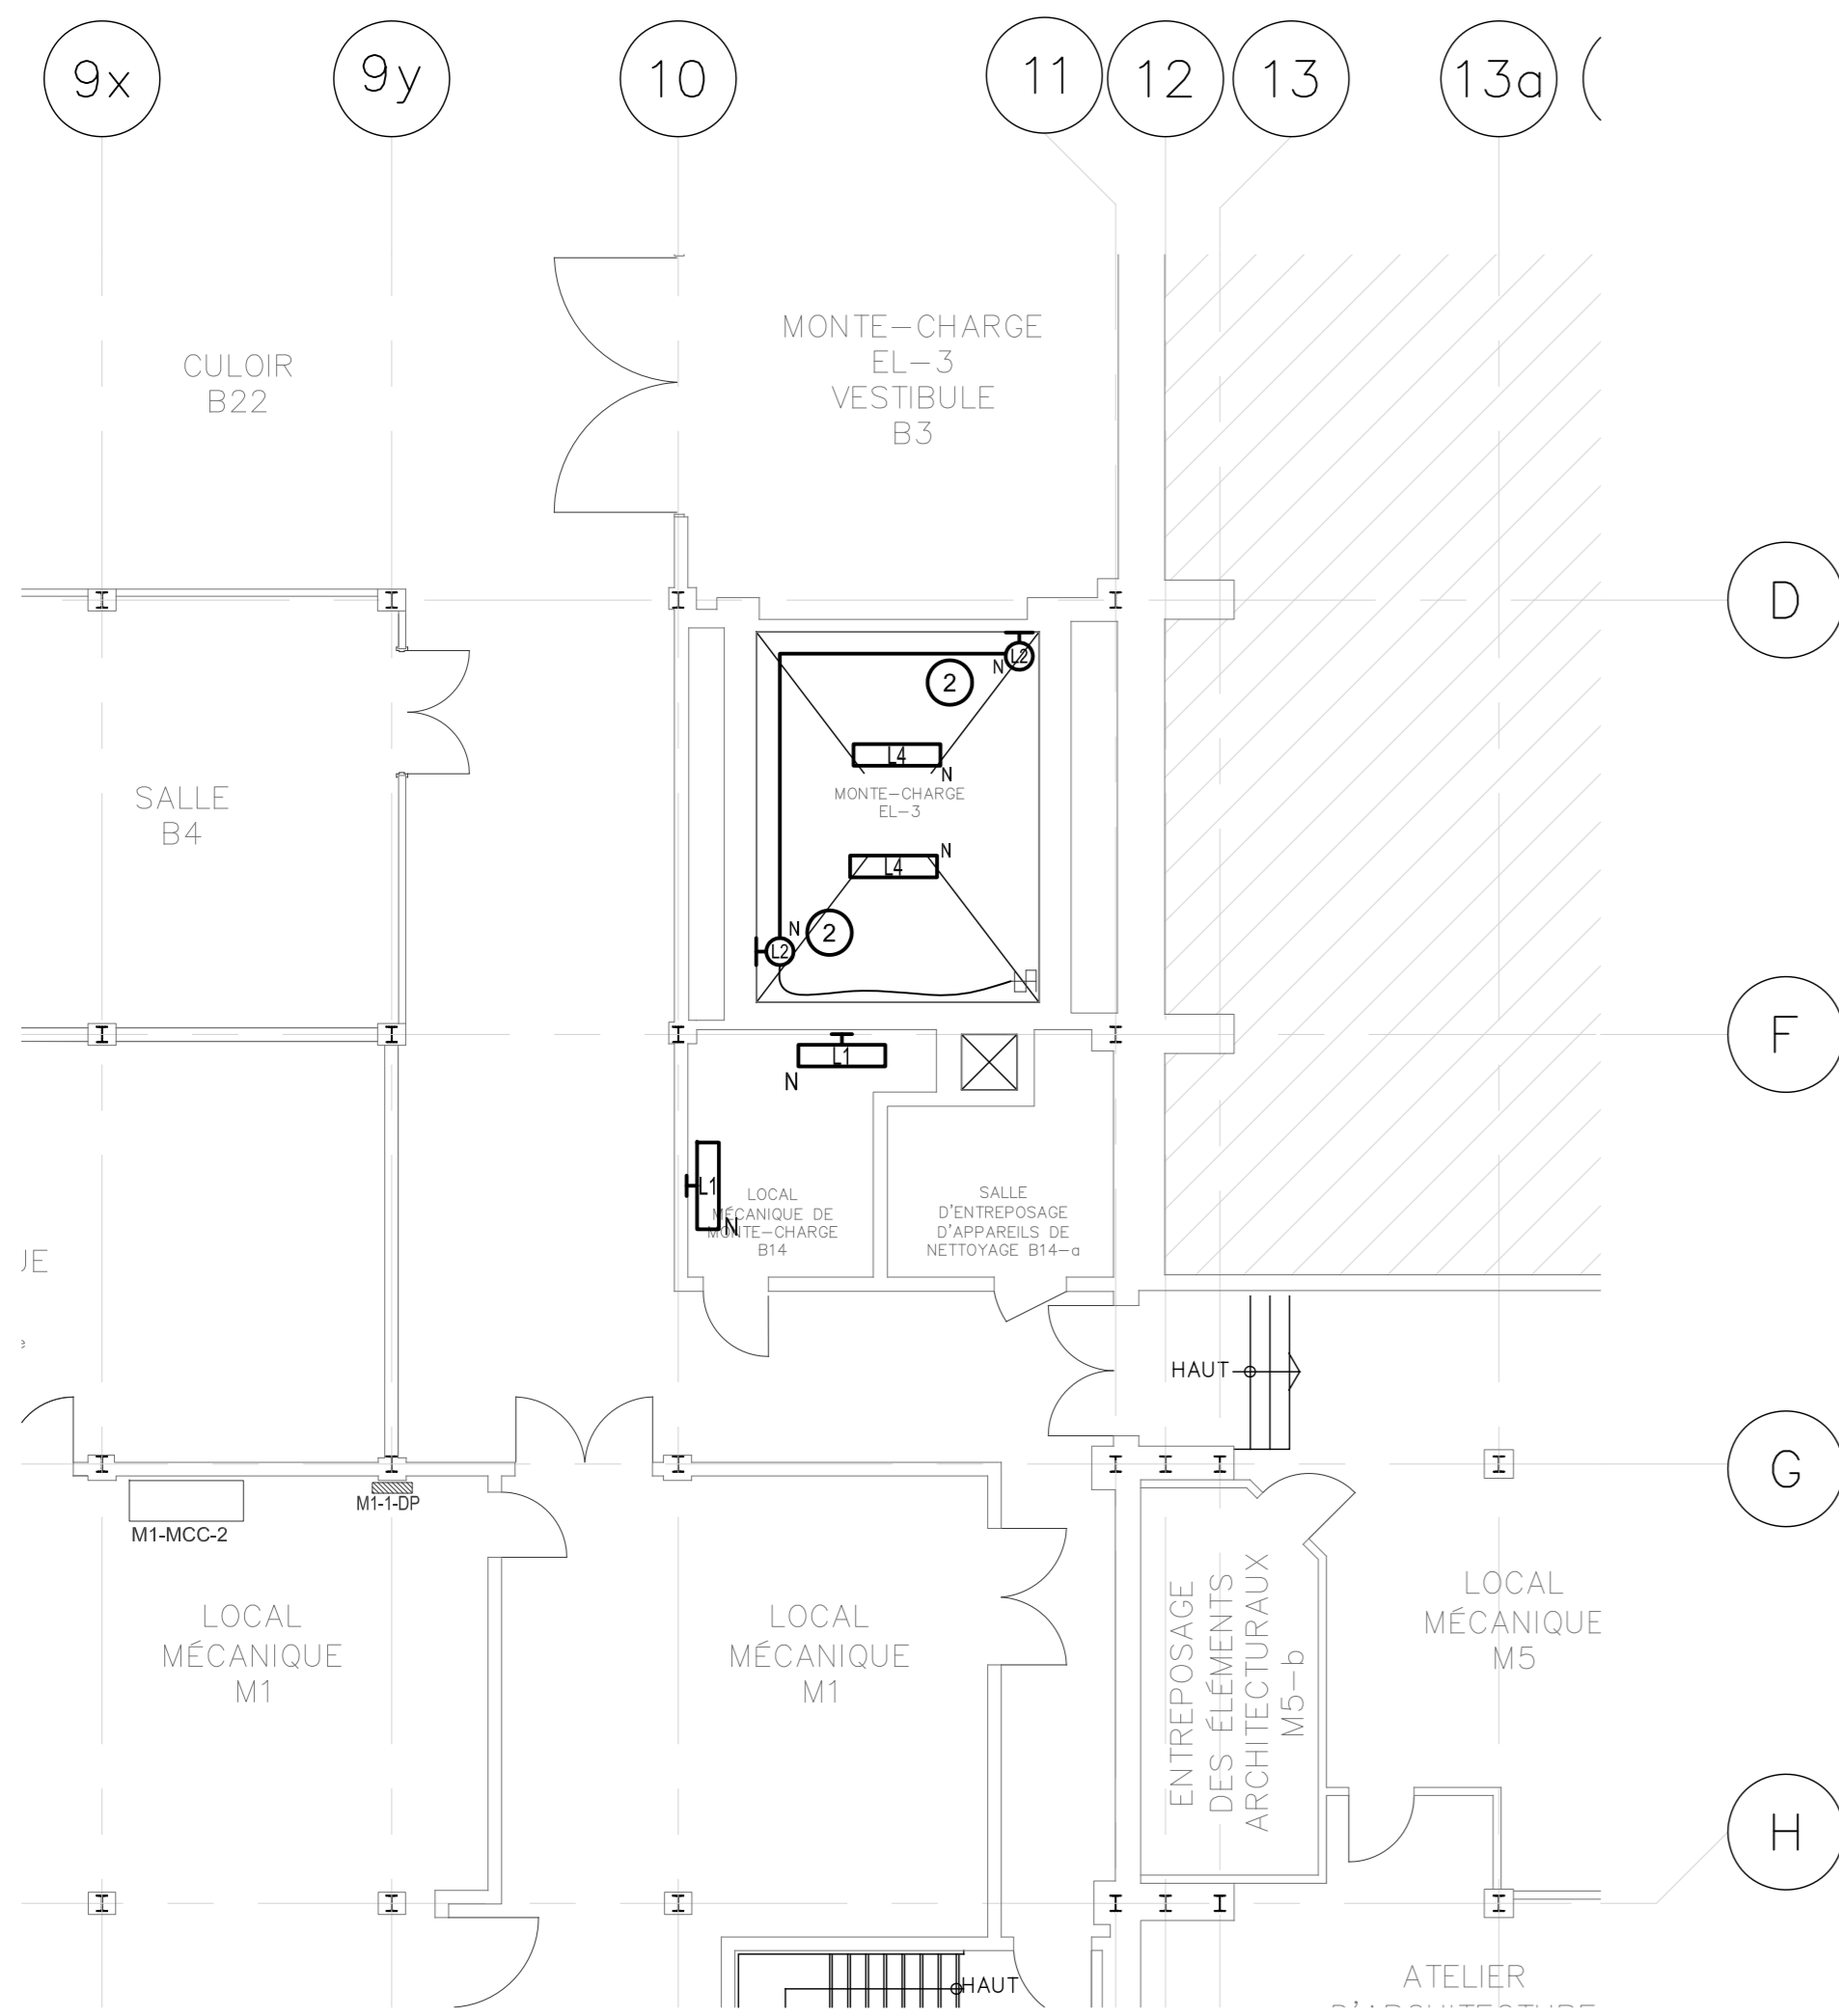 9x
9y
10
11
12
13
13a
MONTE-CHARGE
EL-3
VESTIBULE
B3
CULOIR
B22
D
L2
N
2
L4
N
MONTE-CHARGE
EL-3
SALLE
B4
N
L4
N
2
L2
F
L1
N
L1
N
LOCAL
MÉCANIQUE DE
MONTE-CHARGE
B14
SALLE
D'ENTREPOSAGE
D'APPAREILS DE
NETTOYAGE B14-a
UE
e
HAUT
G
M1-1-DP
M1-MCC-2
LOCAL
MÉCANIQUE
M1
LOCAL
MÉCANIQUE
M1
ENTREPOSAGE
DES ÉLÉMENTS
ARCHITECTURAUX
M5-b
LOCAL
MÉCANIQUE
M5
H
HAUT
ATELIER
D'ARCHITECTURE